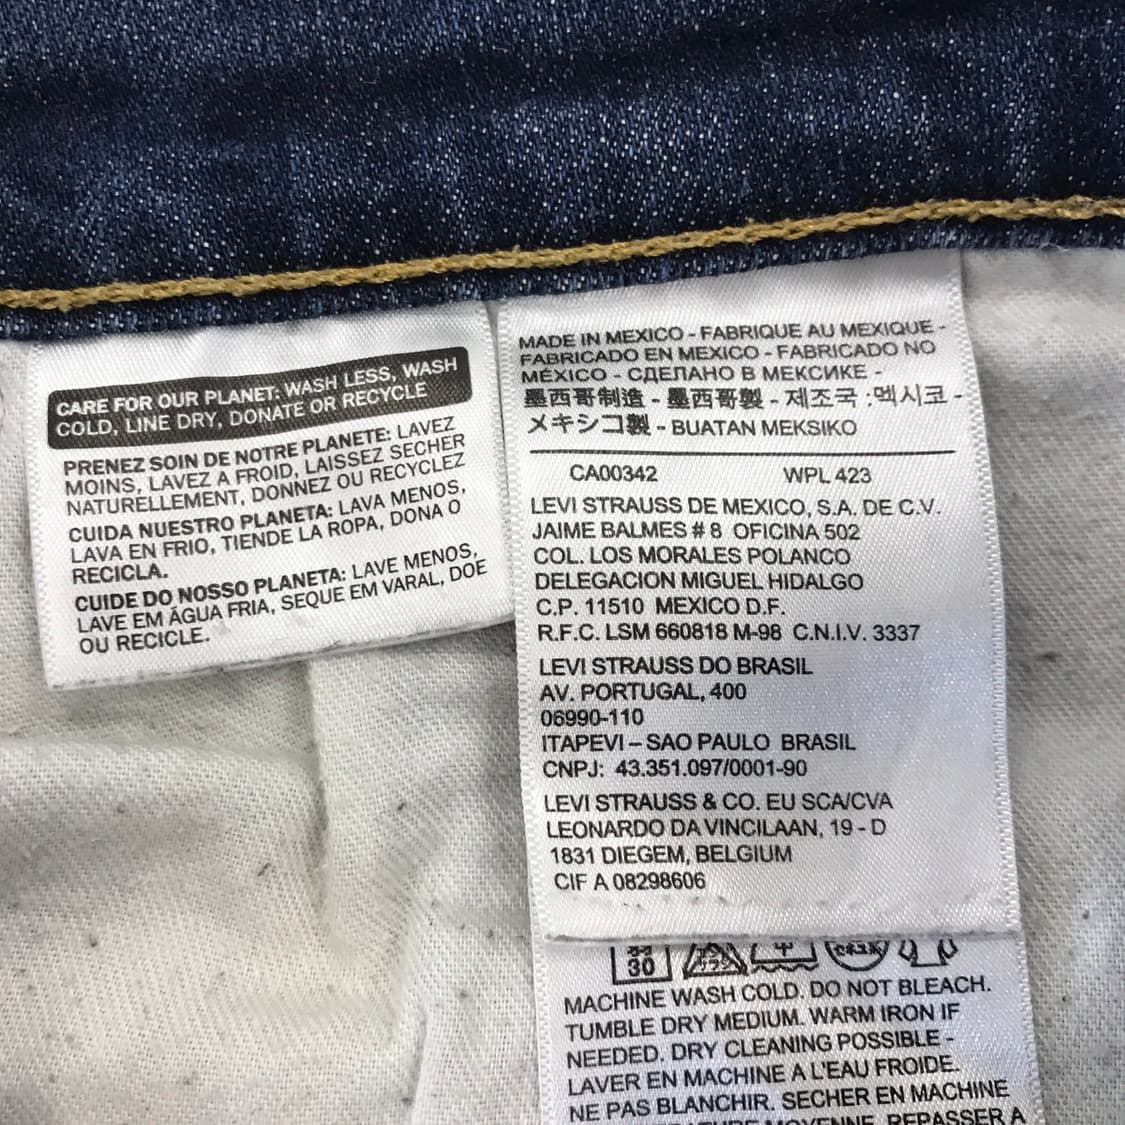 CARE FOR OUR PLANET: WASH LESS, WASH
COLD, LINE DRY, DONATE OR RECYCLE
PRENEZ SOIN DE NOTRE PLANETE: LAVEZ
MOINS, LAVEZ A FROID, LAISSEZ SECHER
NATURELLEMENT, DONNEZ OU RECYCLEZ
CUIDA NUESTRO PLANETA: LAVA MENOS,
LAVA EN FRIO, TIENDE LA ROPA, DONA O
RECICLA.
CUIDE DO NOSSO PLANETA: LAVE MENOS,
LAVE EM ÁGUA FRIA, SEQUE EM VARAL, DOE
OU RECICLE.
MADE IN MEXICO - FABRIQUE AU MEXIQUE -
FABRICADO EN MEXICO - FABRICADO NO
MÉXICO - СДЕЛАНО В МЕКСИКЕ -
墨西哥制造 - 墨西哥製 - 제조국 :멕시코 -
メキシコ製 - BUATAN MEKSIKO
CA00342 WPL 423
LEVI STRAUSS DE MEXICO, S.A. DE C.V.
JAIME BALMES # 8 OFICINA 502
COL. LOS MORALES POLANCO
DELEGACION MIGUEL HIDALGO
C.P. 11510 MEXICO D.F.
R.F.C. LSM 660818 M-98 C.N.I.V. 3337
LEVI STRAUSS DO BRASIL
AV. PORTUGAL, 400
06990-110
ITAPEVI – SAO PAULO BRASIL
CNPJ: 43.351.097/0001-90
LEVI STRAUSS & CO. EU SCA/CVA
LEONARDO DA VINCILAAN, 19 - D
1831 DIEGEM, BELGIUM
CIF A 08298606
30
MACHINE WASH COLD. DO NOT BLEACH.
TUMBLE DRY MEDIUM. WARM IRON IF
NEEDED. DRY CLEANING POSSIBLE -
LAVER EN MACHINE A L'EAU FROIDE.
NE PAS BLANCHIR. SECHER EN MACHINE
MOYENNE. REPASSER A